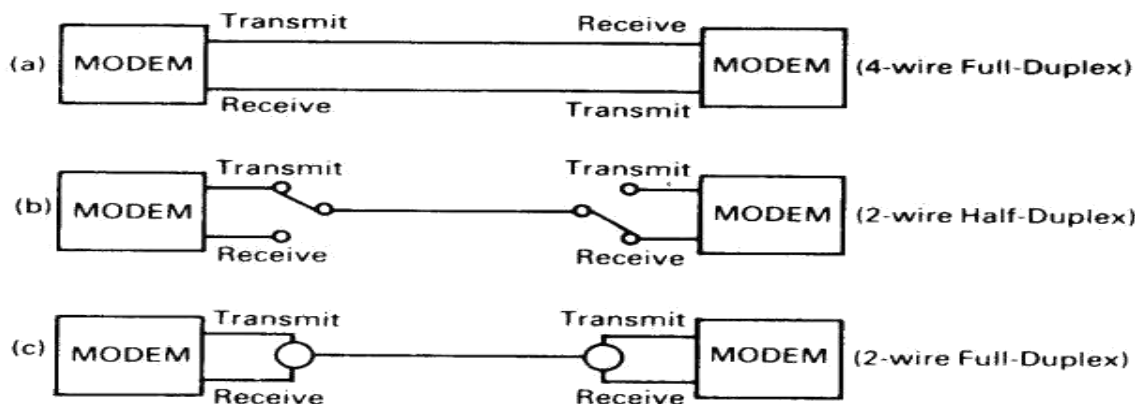 Transmit Receive
(a) MODEM MODEM (4-wire Full-Duplex)
Receive Transmit
Transmit Transmit
(b) MODEM MODEM (2-wire Half-Duplex)
Receive Receive
Transmit Transmit
(c) MODEM MODEM (2-wire Full-Duplex)
Receive Receive